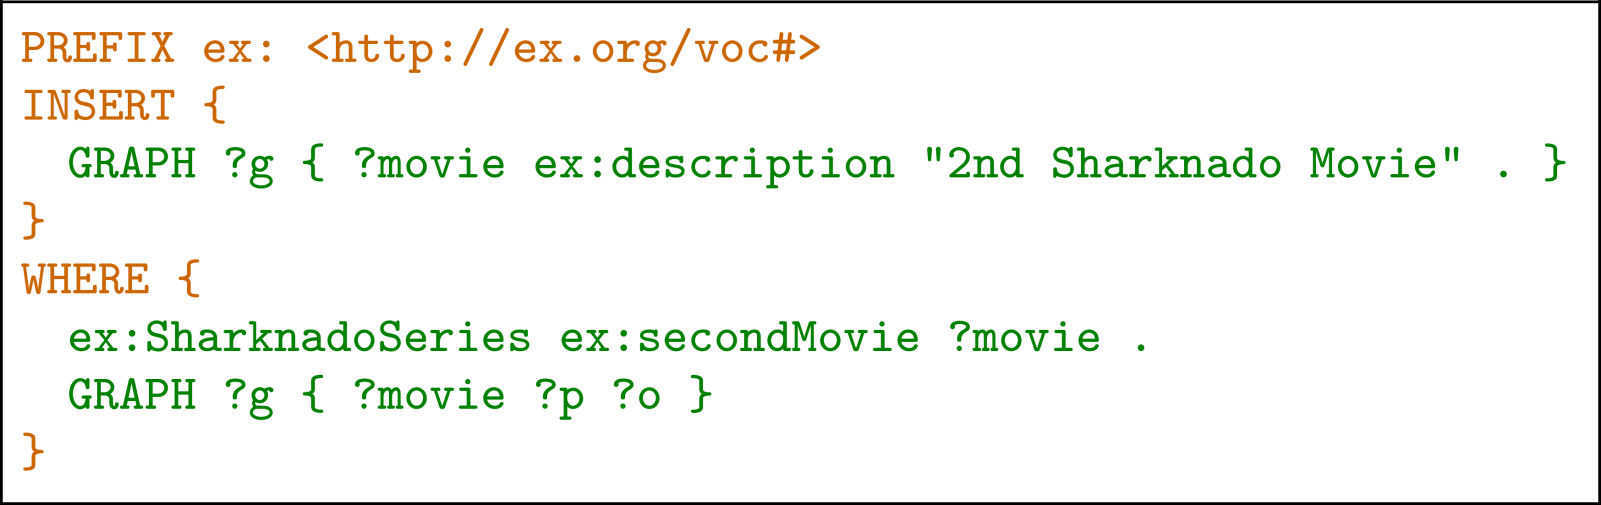 PREFIX ex: <http://ex.org/voc#>
INSERT {
  GRAPH ?g { ?movie ex:description "2nd Sharknado Movie" . }
}
WHERE {
  ex:SharknadoSeries ex:secondMovie ?movie .
  GRAPH ?g { ?movie ?p ?o }
}